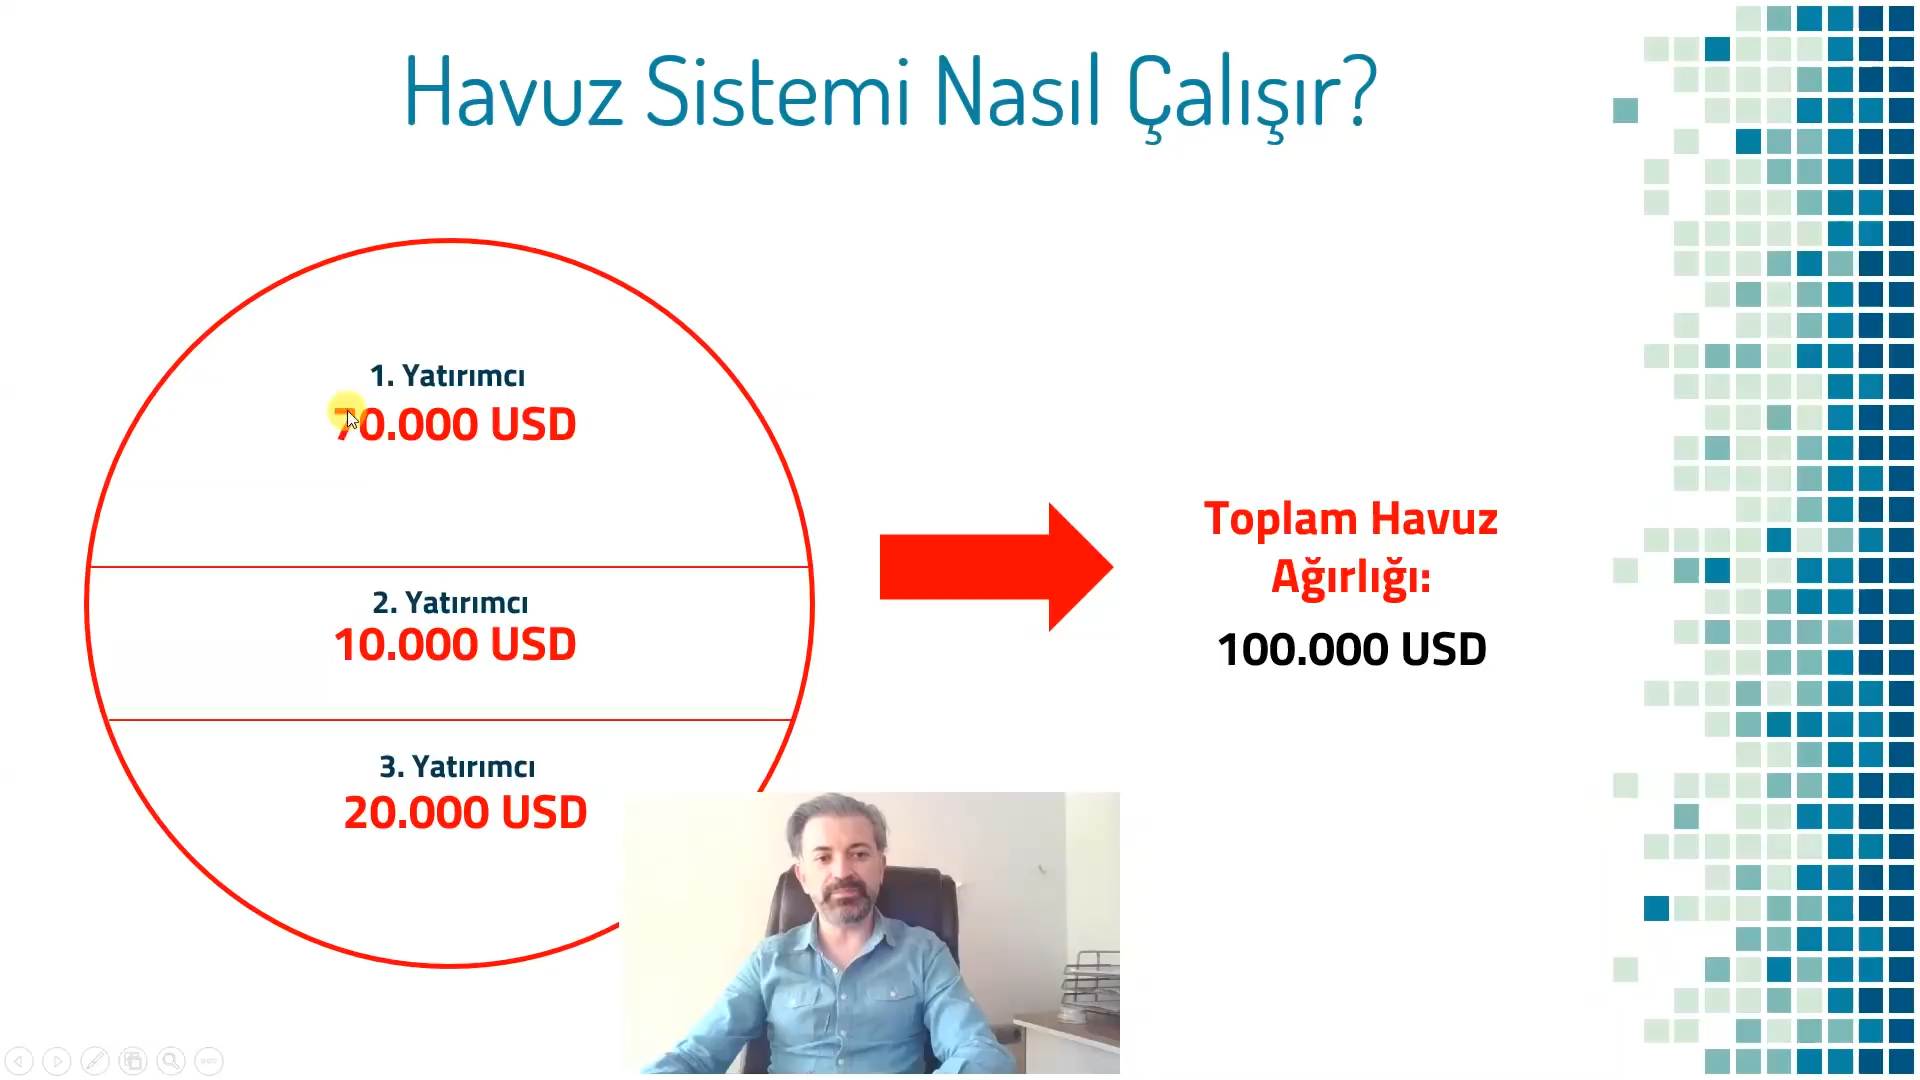 Havuz Sistemi Nasıl Çalışır?
1. Yatırımcı
70.000 USD
2. Yatırımcı
10.000 USD
3. Yatırımcı
20.000 USD
Toplam Havuz
Ağırlığı:
100.000 USD